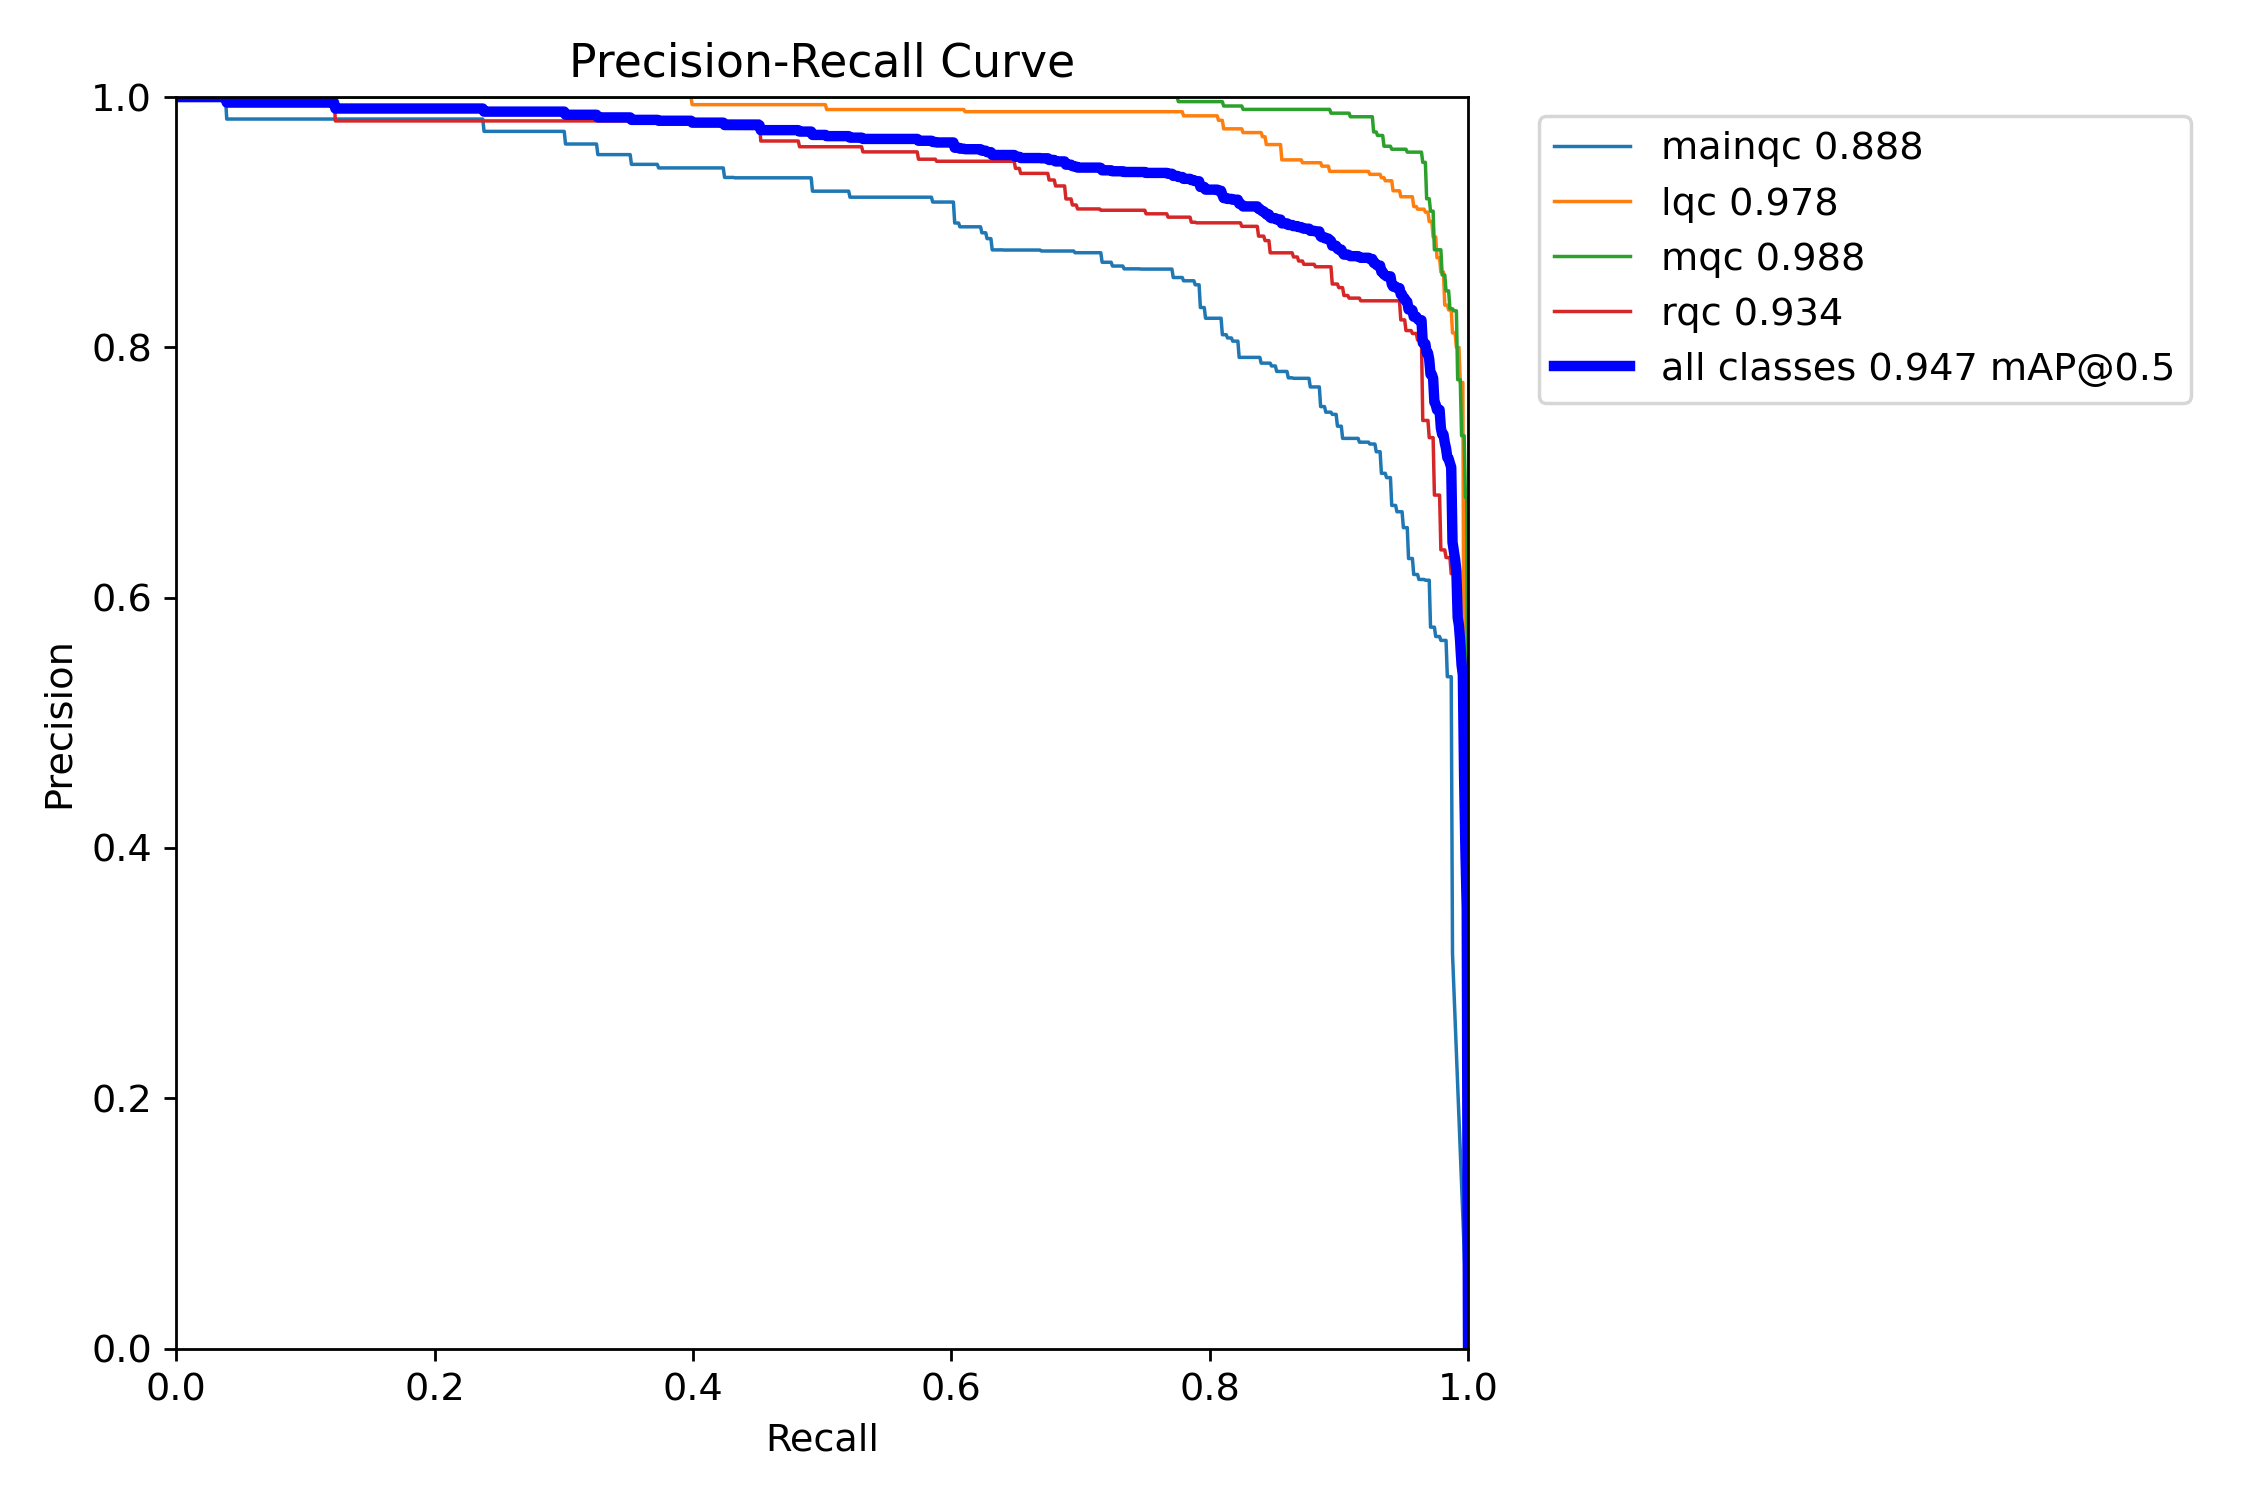 Precision-Recall Curve
1.0
0.8
0.6
0.4
0.2
0.0
Precision
0.0 0.2 0.4 0.6 0.8 1.0
Recall
mainqc 0.888
lqc 0.978
mqc 0.988
rqc 0.934
all classes 0.947 mAP@0.5